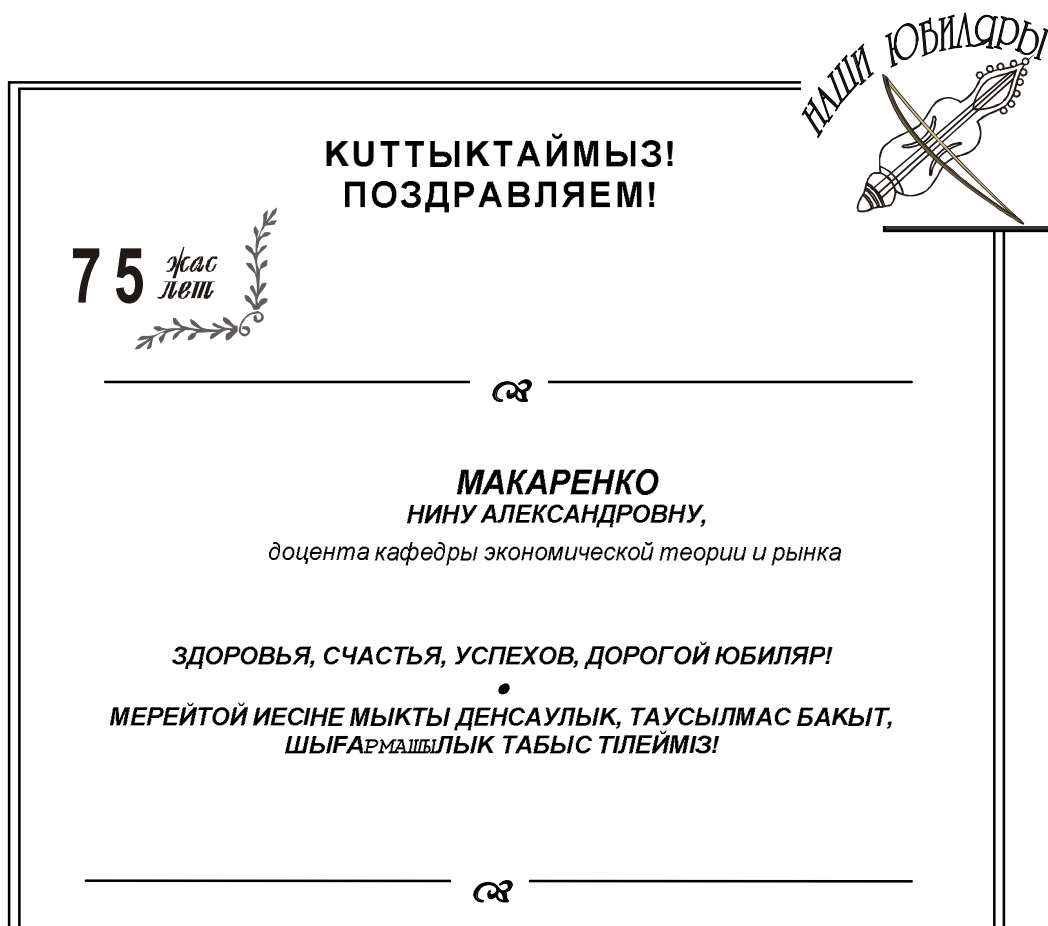 НАШИ ЮБИЛЯРЫ
КUТТЫКТАЙМЫЗ!
ПОЗДРАВЛЯЕМ!
75 жас
лет
МАКАРЕНКО
НИНУ АЛЕКСАНДРОВНУ,
доцента кафедры экономической теории и рынка
ЗДОРОВЬЯ, СЧАСТЬЯ, УСПЕХОВ, ДОРОГОЙ ЮБИЛЯР!
•
МЕРЕЙТОЙ ИЕСІНЕ МЫКТЫ ДЕНСАУЛЫК, ТАУСЫЛМАС БАКЫТ,
ШЫҒАРМАШЫЛЫК ТАБЫС ТІЛЕЙМІЗ!